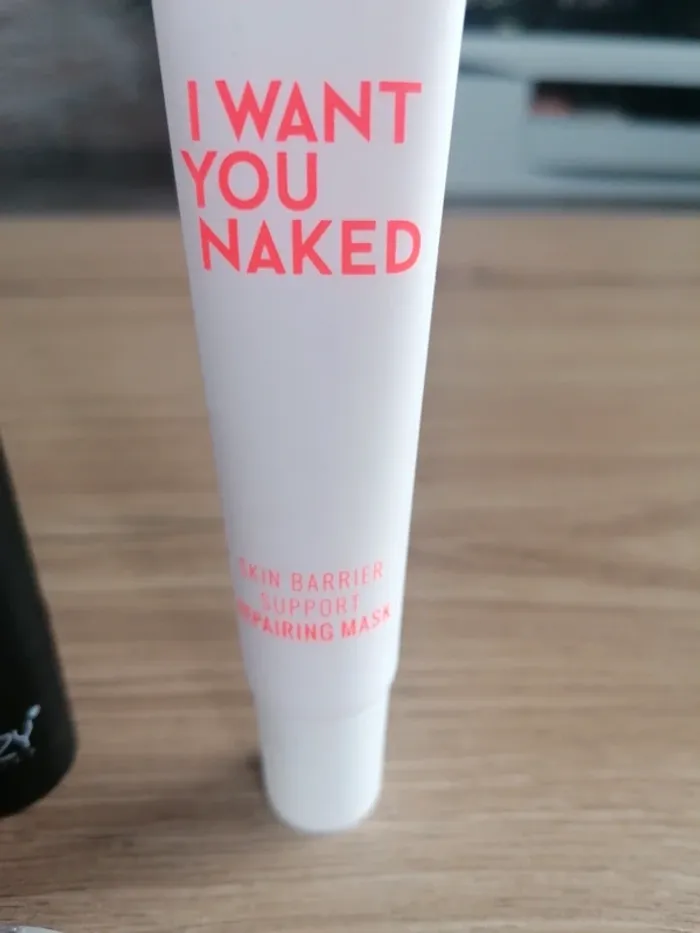 I WANT
YOU
NAKED
SKIN BARRIER
SUPPORT
REPAIRING MASK